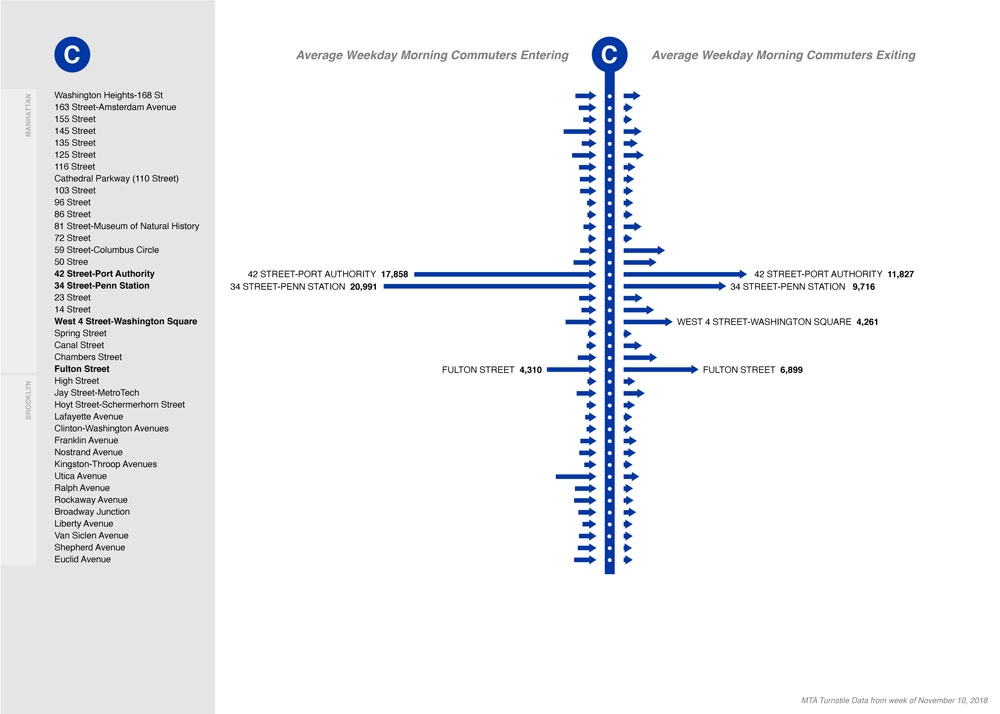 C
MANHATTAN
Washington Heights-168 St
163 Street-Amsterdam Avenue
155 Street
145 Street
135 Street
125 Street
116 Street
Cathedral Parkway (110 Street)
103 Street
96 Street
86 Street
81 Street-Museum of Natural History
72 Street
59 Street-Columbus Circle
50 Stree
42 Street-Port Authority
34 Street-Penn Station
23 Street
14 Street
West 4 Street-Washington Square
Spring Street
Canal Street
Chambers Street
Fulton Street
BROOKLYN
High Street
Jay Street-MetroTech
Hoyt Street-Schermerhorn Street
Lafayette Avenue
Clinton-Washington Avenues
Franklin Avenue
Nostrand Avenue
Kingston-Throop Avenues
Utica Avenue
Ralph Avenue
Rockaway Avenue
Broadway Junction
Liberty Avenue
Van Siclen Avenue
Shepherd Avenue
Euclid Avenue
Average Weekday Morning Commuters Entering
C
Average Weekday Morning Commuters Exiting
42 STREET-PORT AUTHORITY 17,858
42 STREET-PORT AUTHORITY 11,827
34 STREET-PENN STATION 20,991
34 STREET-PENN STATION 9,716
WEST 4 STREET-WASHINGTON SQUARE 4,261
FULTON STREET 4,310
FULTON STREET 6,899
MTA Turnstile Data from week of November 10, 2018